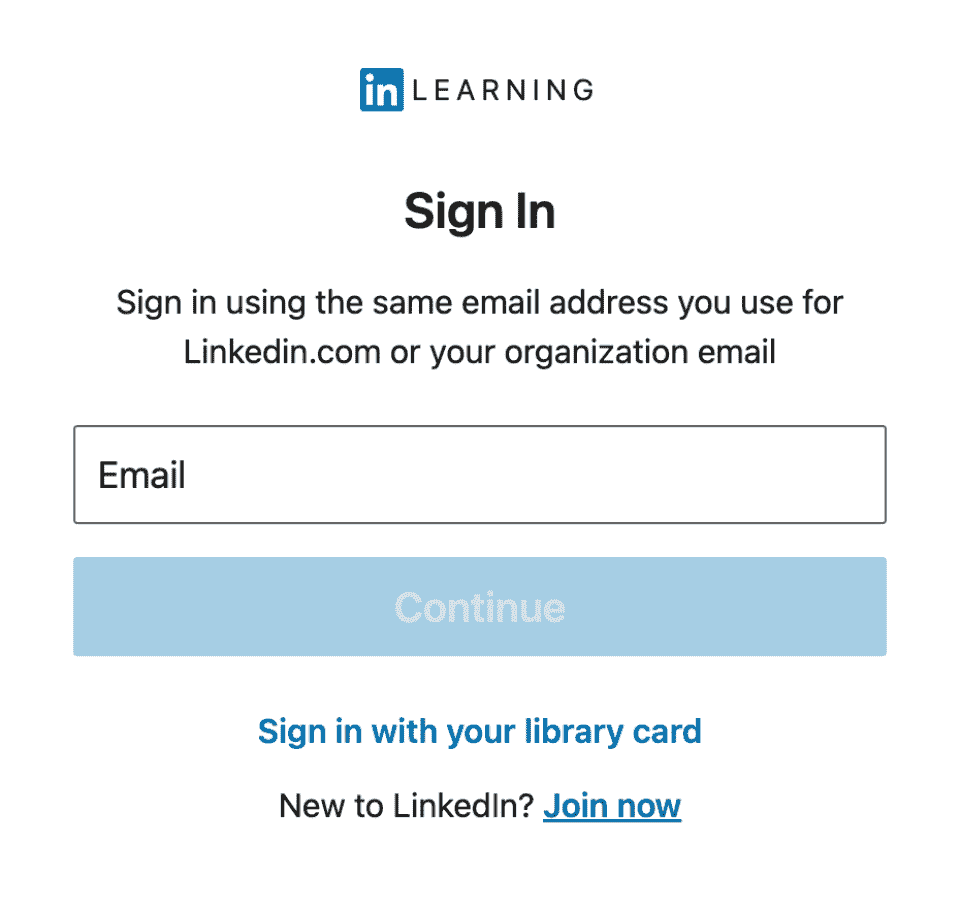 in LEARNING
Sign In
Sign in using the same email address you use for
Linkedin.com or your organization email
Email
Continue
Sign in with your library card
New to LinkedIn? Join now